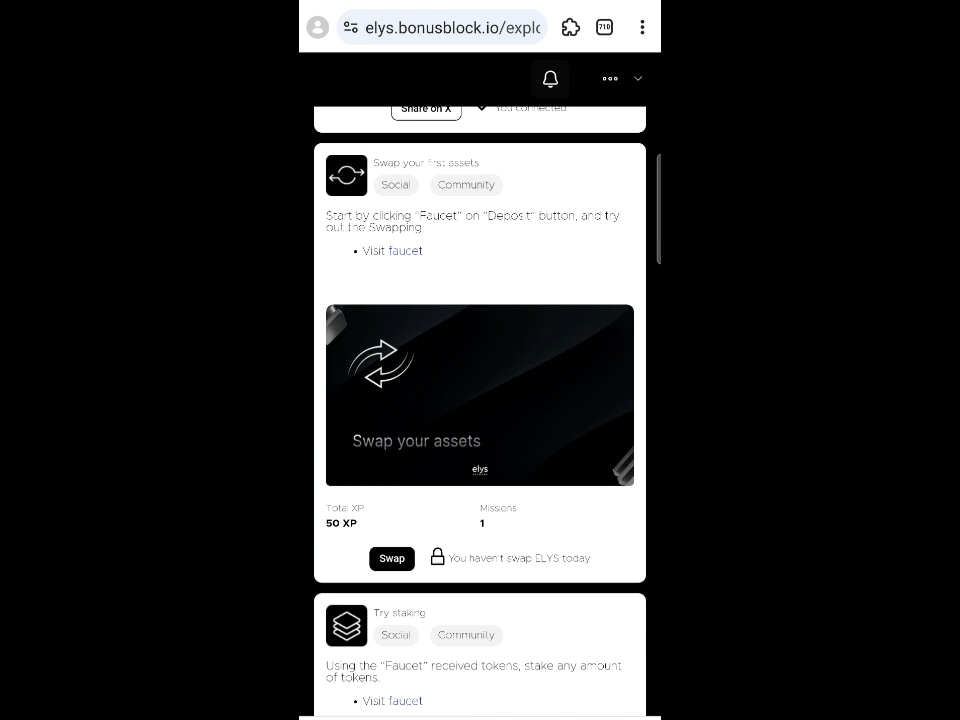 elys.bonusblock.io/explo
Share on X You connected
Swap your first assets
Social Community
Start by clicking "Faucet" on "Deposit" button, and try
out the Swapping
• Visit faucet
Swap your assets
elys
Total XP Missions
50 XP 1
Swap You haven't swap ELYS today
Try staking
Social Community
Using the "Faucet" received tokens, stake any amount
of tokens.
• Visit faucet